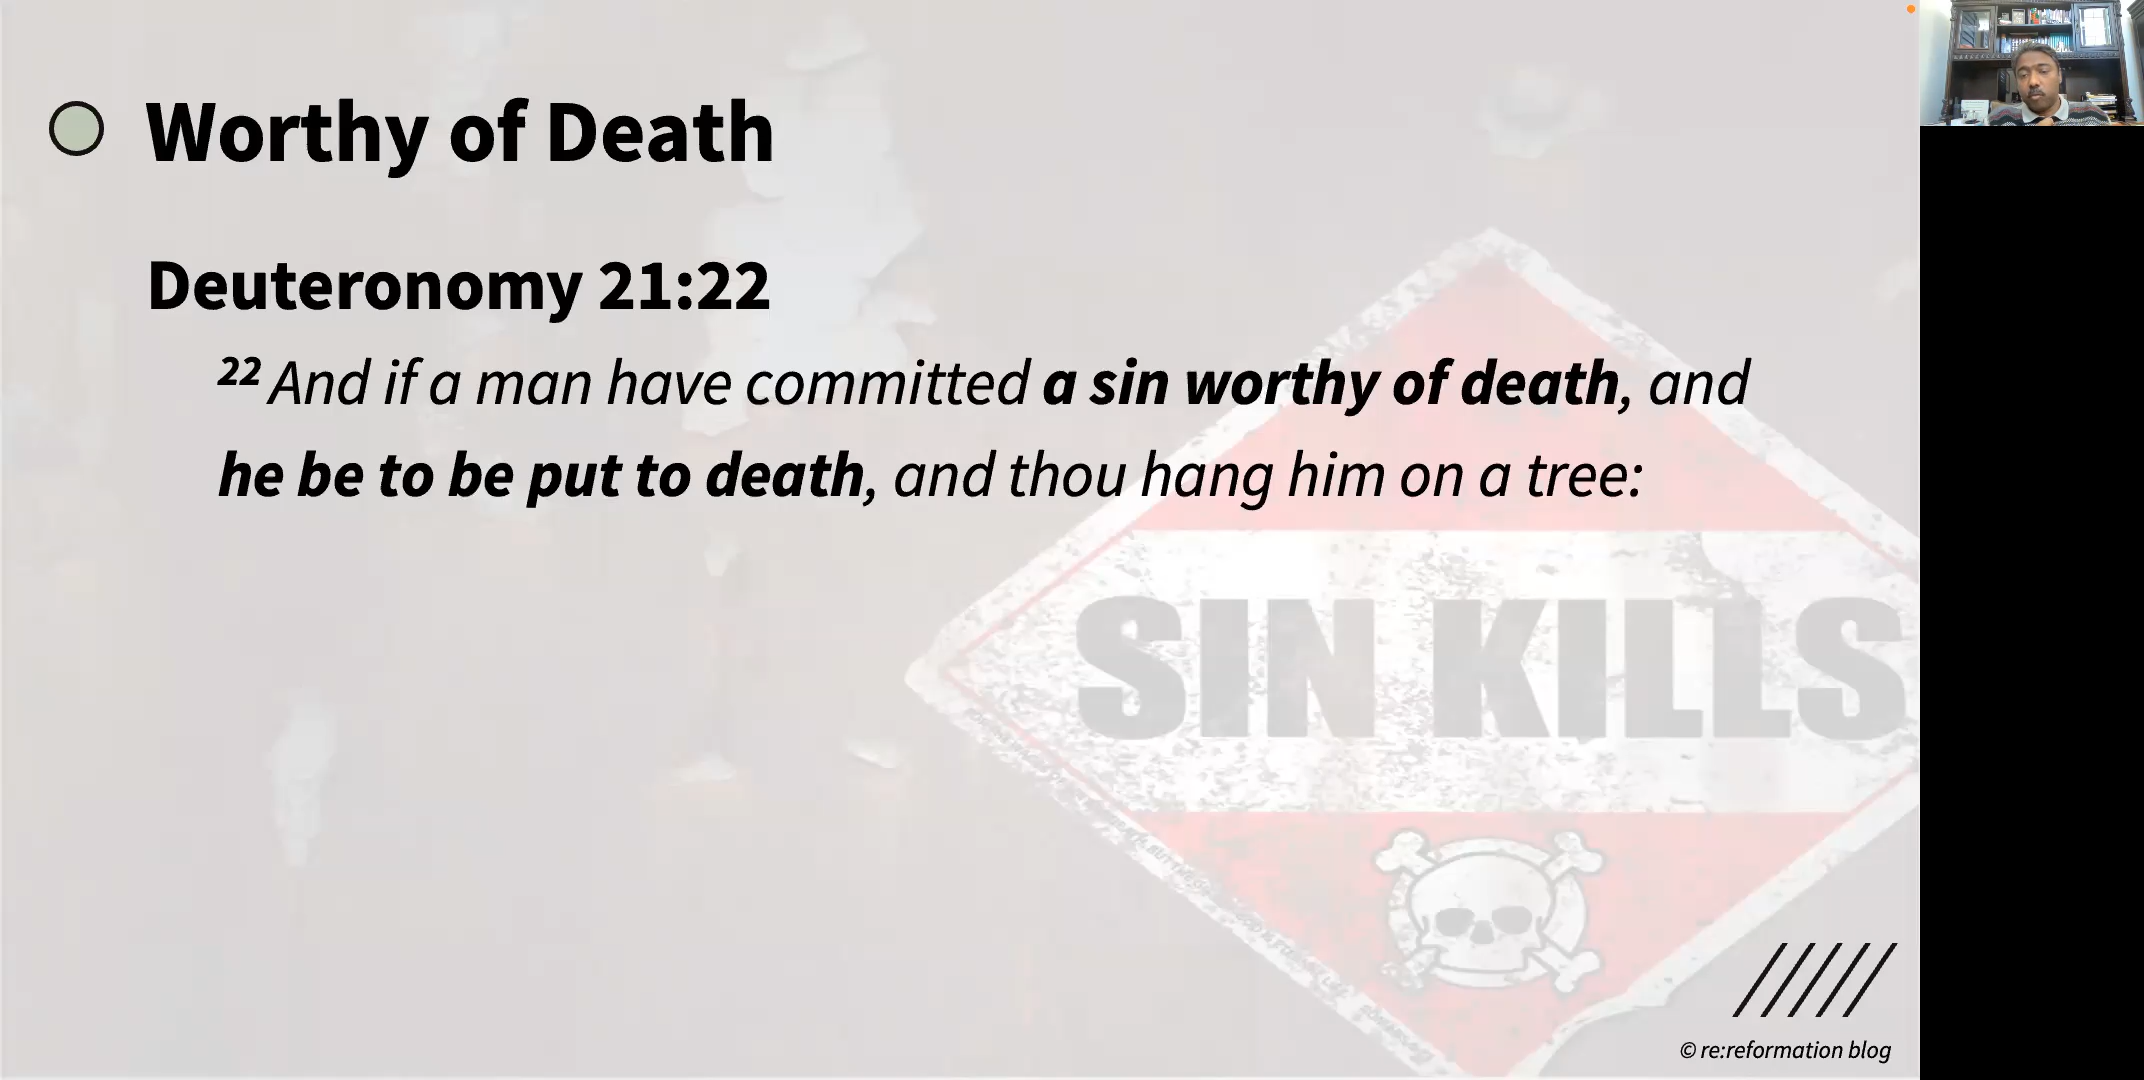 Worthy of Death
Deuteronomy 21:22
22 And if a man have committed a sin worthy of death, and
he be to be put to death, and thou hang him on a tree:
SIN KILLS
© re:reformation blog